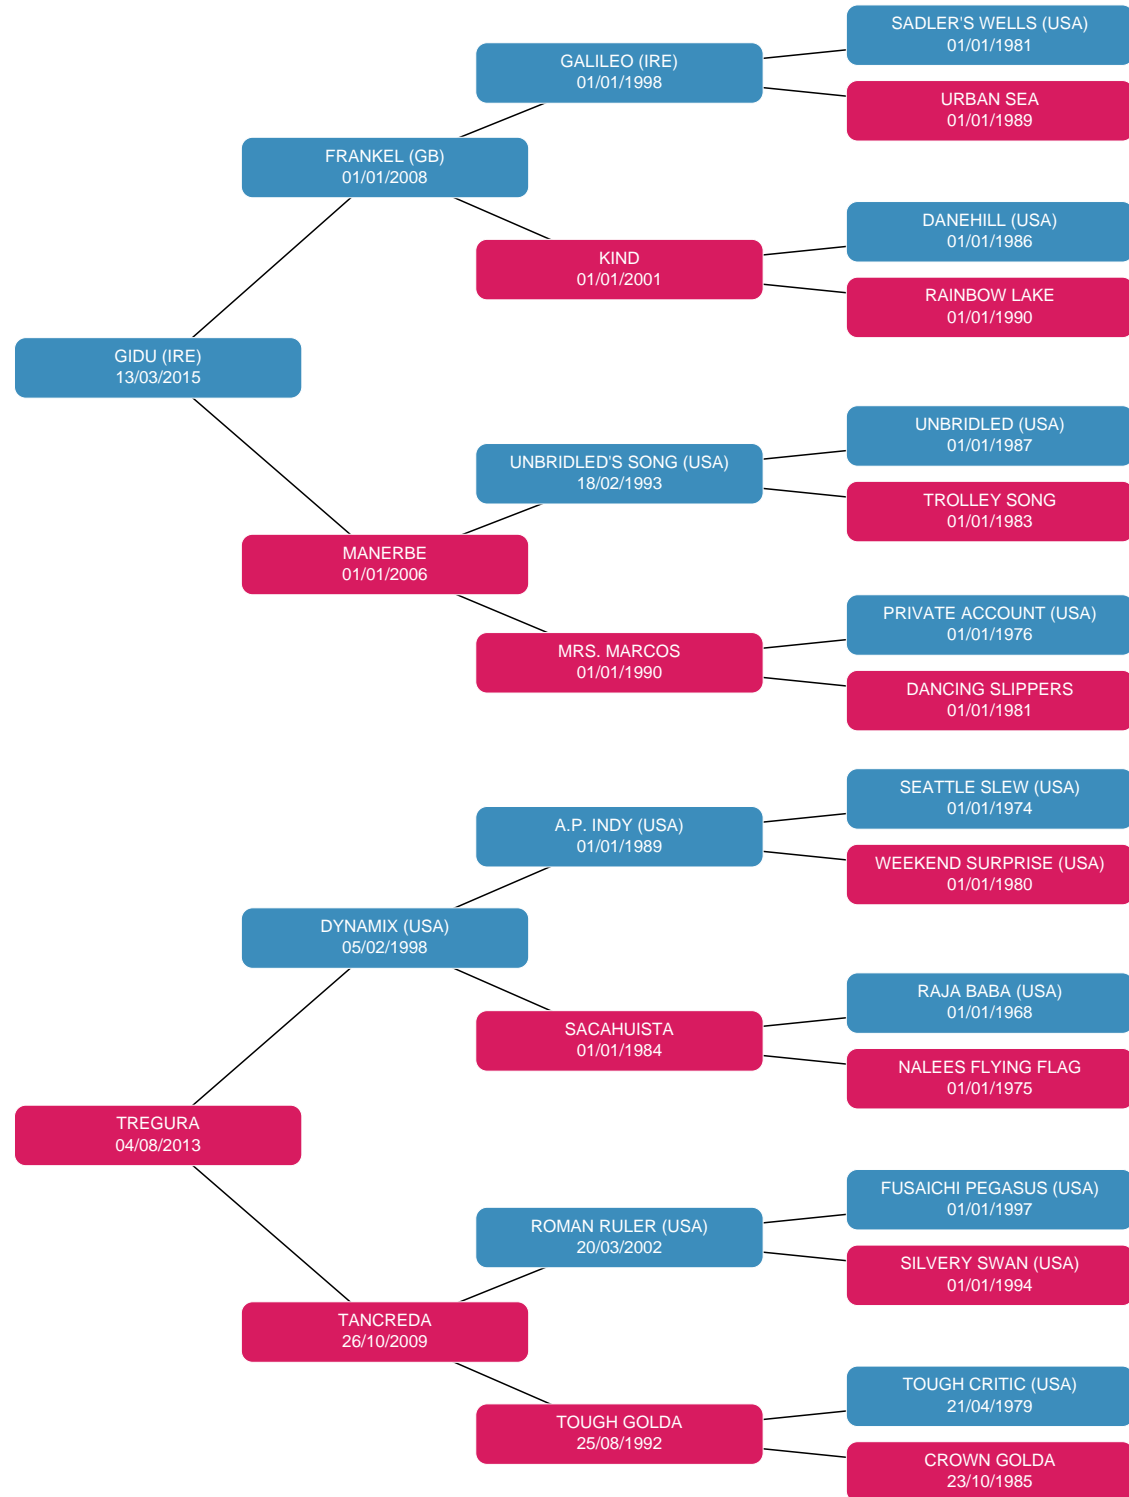 SADLER'S WELLS (USA)
01/01/1981
GALILEO (IRE)
01/01/1998
URBAN SEA
01/01/1989
FRANKEL (GB)
01/01/2008
DANEHILL (USA)
01/01/1986
KIND
01/01/2001
RAINBOW LAKE
01/01/1990
GIDU (IRE)
13/03/2015
UNBRIDLED (USA)
01/01/1987
UNBRIDLED'S SONG (USA)
18/02/1993
TROLLEY SONG
01/01/1983
MANERBE
01/01/2006
PRIVATE ACCOUNT (USA)
01/01/1976
MRS. MARCOS
01/01/1990
DANCING SLIPPERS
01/01/1981
SEATTLE SLEW (USA)
01/01/1974
A.P. INDY (USA)
01/01/1989
WEEKEND SURPRISE (USA)
01/01/1980
DYNAMIX (USA)
05/02/1998
RAJA BABA (USA)
01/01/1968
SACAHUISTA
01/01/1984
NALEES FLYING FLAG
01/01/1975
TREGURA
04/08/2013
FUSAICHI PEGASUS (USA)
01/01/1997
ROMAN RULER (USA)
20/03/2002
SILVERY SWAN (USA)
01/01/1994
TANCREDA
26/10/2009
TOUGH CRITIC (USA)
21/04/1979
TOUGH GOLDA
25/08/1992
CROWN GOLDA
23/10/1985